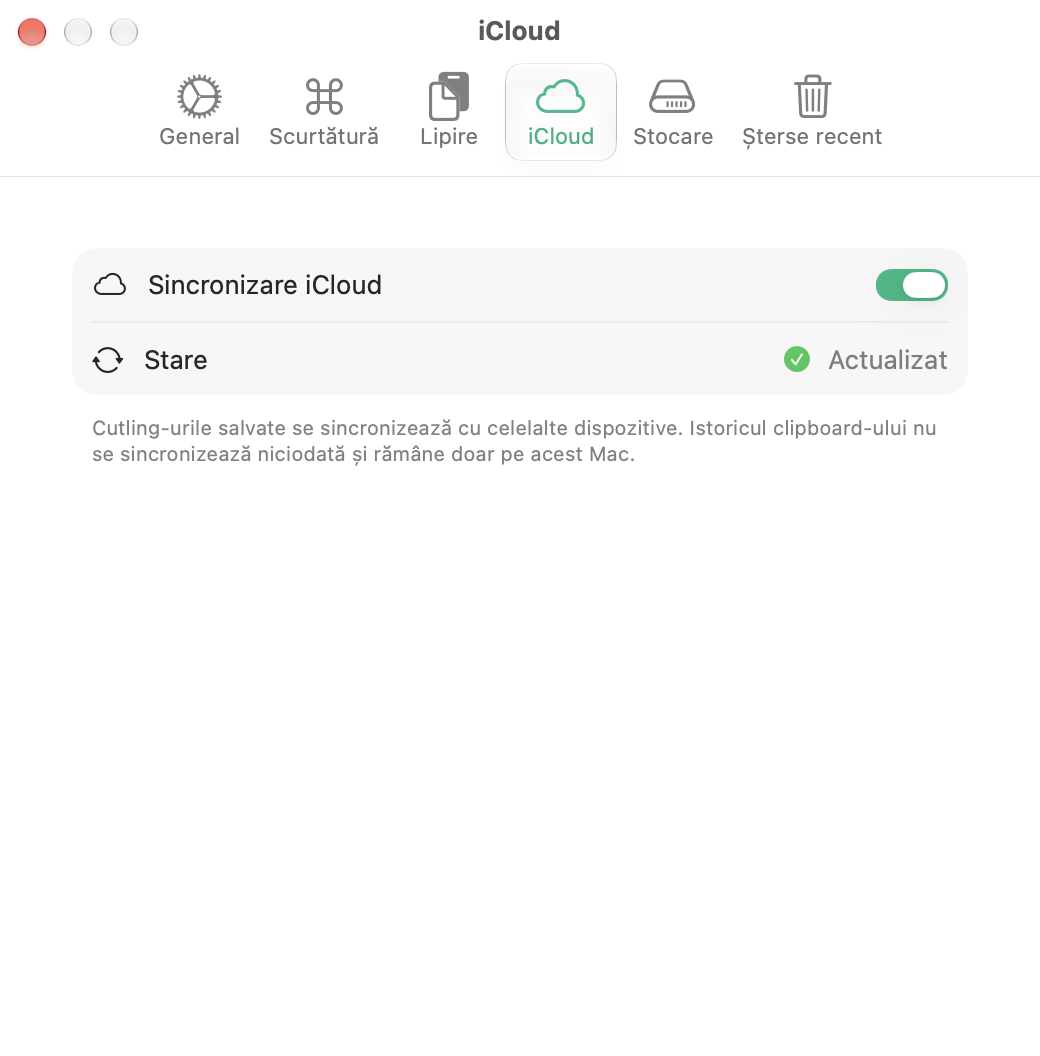 iCloud
General
Scurtătură
Lipire
iCloud
Stocare
Șterse recent
Sincronizare iCloud
Stare
Actualizat
Cutling-urile salvate se sincronizează cu celelalte dispozitive. Istoricul clipboard-ului nu
se sincronizează niciodată și rămâne doar pe acest Mac.